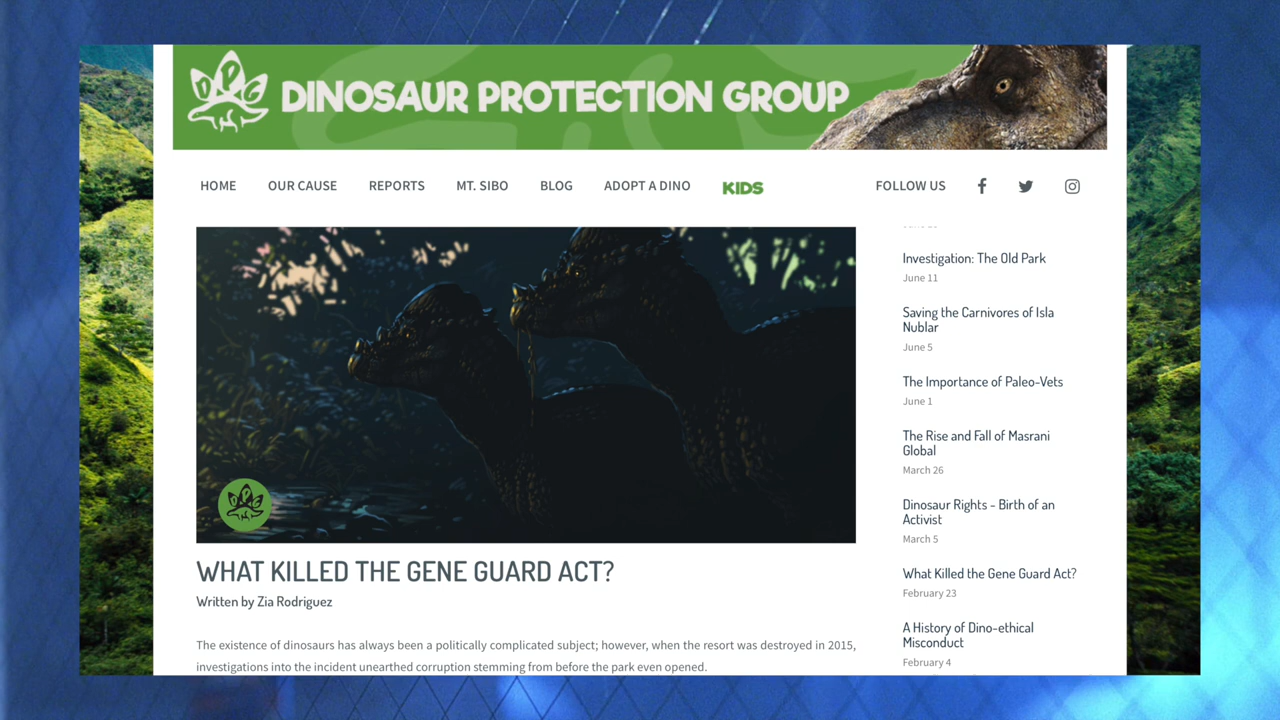 DPG
DINOSAUR PROTECTION GROUP
HOME OUR CAUSE REPORTS MT. SIBO BLOG ADOPT A DINO KIDS FOLLOW US
Investigation: The Old Park
June 11
Saving the Carnivores of Isla
Nublar
June 5
The Importance of Paleo-Vets
June 1
The Rise and Fall of Masrani
Global
March 26
Dinosaur Rights - Birth of an
Activist
March 5
What Killed the Gene Guard Act?
February 23
A History of Dino-ethical
Misconduct
February 4
DPG
WHAT KILLED THE GENE GUARD ACT?
Written by Zia Rodriguez
The existence of dinosaurs has always been a politically complicated subject; however, when the resort was destroyed in 2015,
investigations into the incident unearthed corruption stemming from before the park even opened.